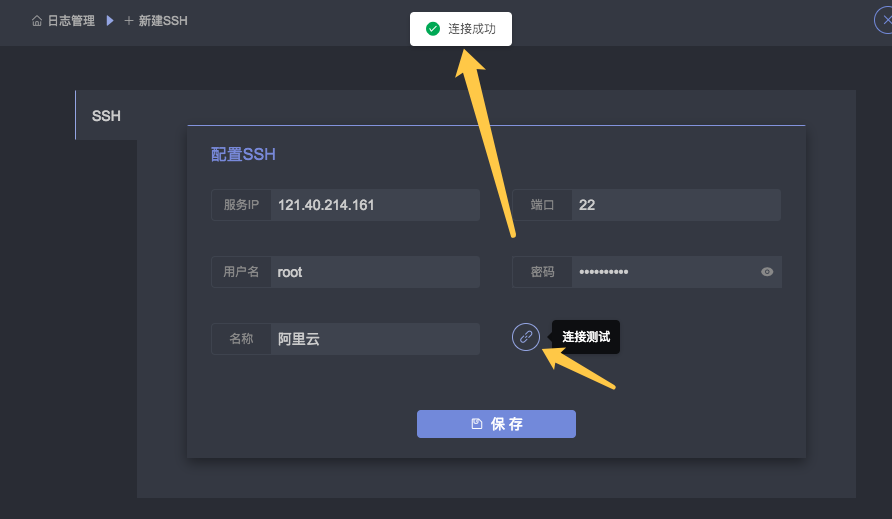 日志管理 新建SSH
连接成功
SSH
配置SSH
服务IP 121.40.214.161 端口 22
用户名 root 密码 ••••••••••
名称 阿里云 连接测试
保存